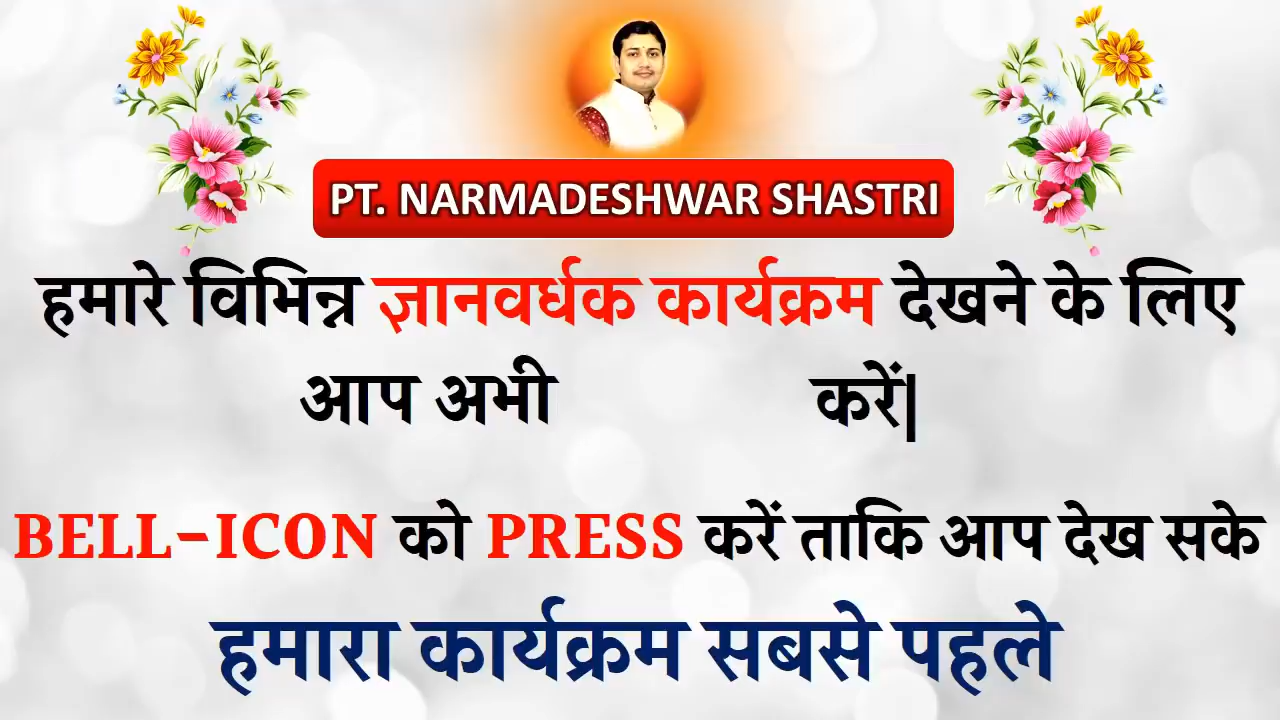 PT. NARMADESHWAR SHASTRI
हमारे विभिन्न ज्ञानवर्धक कार्यक्रम देखने के लिए
आप अभी करें|
BELL-ICON को PRESS करें ताकि आप देख सके
हमारा कार्यक्रम सबसे पहले